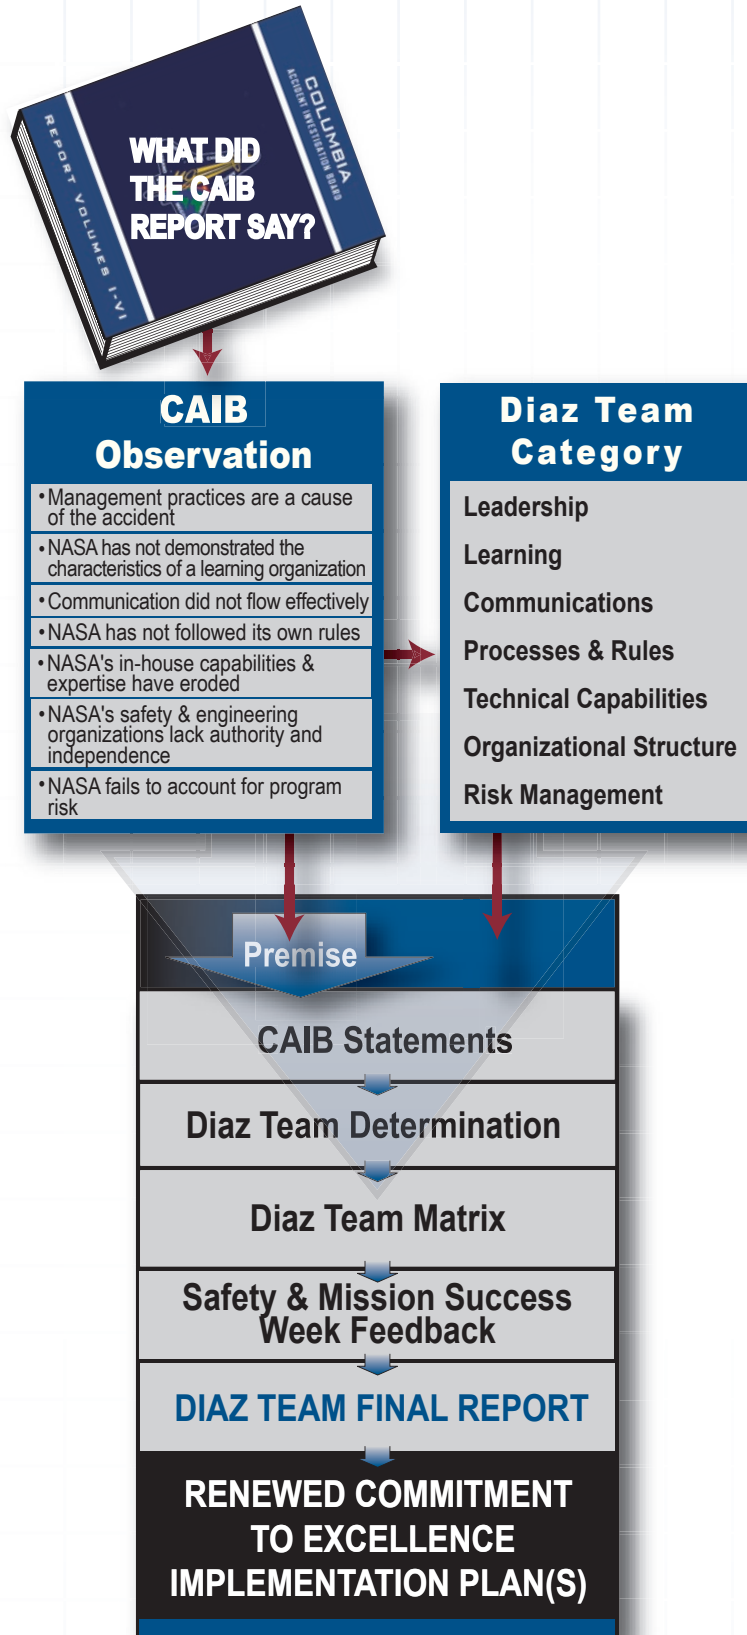 REPORT VOLUMES I-VI
WHAT DID
THE CAIB
REPORT SAY?
COLUMBIA
ACCIDENT INVESTIGATION BOARD
CAIB
Observation
• Management practices are a cause
of the accident
• NASA has not demonstrated the
characteristics of a learning organization
• Communication did not flow effectively
• NASA has not followed its own rules
• NASA's in-house capabilities &
expertise have eroded
• NASA's safety & engineering
organizations lack authority and
independence
• NASA fails to account for program
risk
Diaz Team
Category
Leadership
Learning
Communications
Processes & Rules
Technical Capabilities
Organizational Structure
Risk Management
Premise
CAIB Statements
Diaz Team Determination
Diaz Team Matrix
Safety & Mission Success
Week Feedback
DIAZ TEAM FINAL REPORT
RENEWED COMMITMENT
TO EXCELLENCE
IMPLEMENTATION PLAN(S)